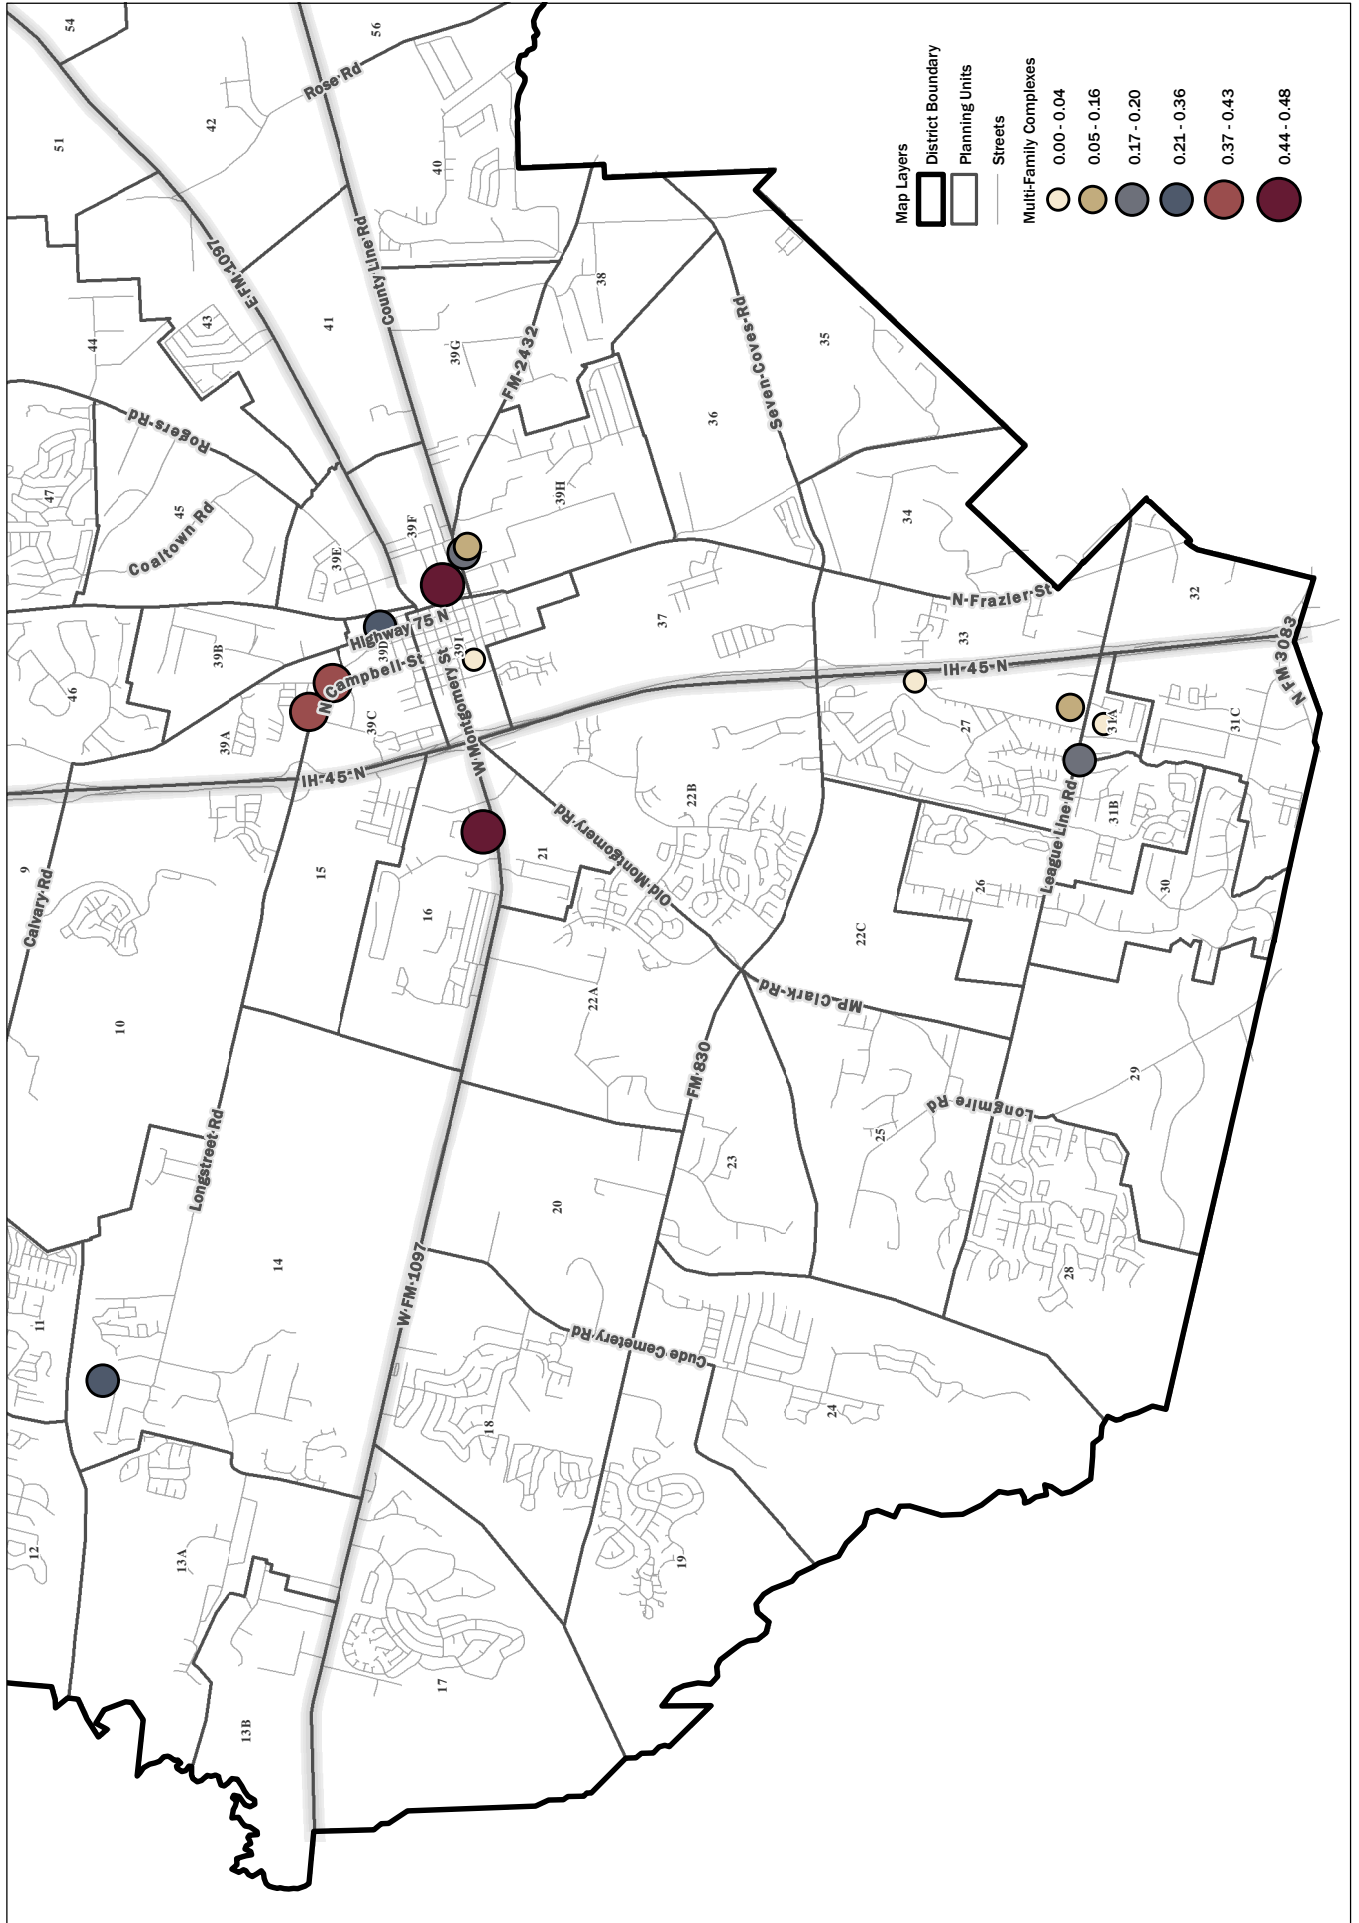 54
56
Rose Rd
42
51
E FM 1097
County Line Rd
40
44
43
41
39G
38
FM-2432
Seven Coves-Rd
35
36
Rogers-Rd
47
45
Coaltown Rd
39E
39F
39H
34
37
N-Frazier-St
33
32
46
39B
39D
Highway 75 N
39I
N Campbell-St
39A
39C
W-Montgomery St
IH-45-N
IH-45-N
N FM 3083
27
31A
31C
31B
League Line Rd
9
Calvary Rd
15
16
21
22B
Old Montgomery Rd
26
30
22C
10
22A
MP-Clark-Rd
FM-830
29
Longmire Rd
25
23
20
Longstreet Rd
14
W-FM-1097
28
11
Cude Cemetery Rd
24
18
12
13A
19
17
13B
Map Layers
District Boundary
Planning Units
Streets
Multi-Family Complexes
0.00 - 0.04
0.05 - 0.16
0.17 - 0.20
0.21 - 0.36
0.37 - 0.43
0.44 - 0.48